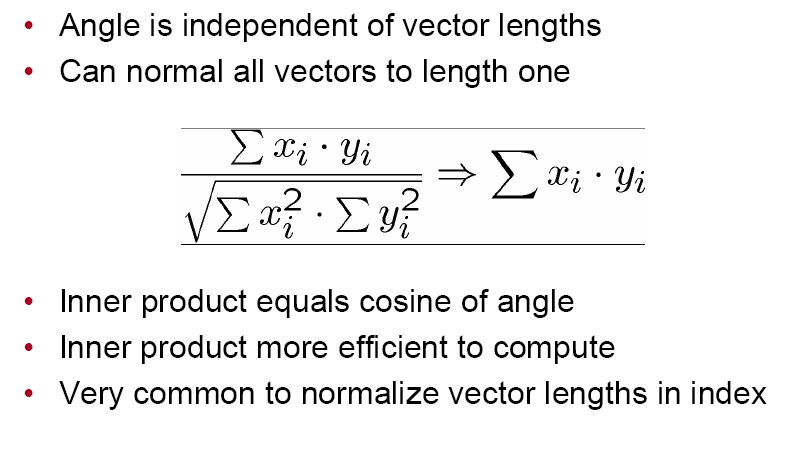 • Angle is independent of vector lengths
• Can normal all vectors to length one
$\frac{\sum x_i \cdot y_i}{\sqrt{\sum x_i^2 \cdot \sum y_i^2}} \Rightarrow \sum x_i \cdot y_i$
• Inner product equals cosine of angle
• Inner product more efficient to compute
• Very common to normalize vector lengths in index